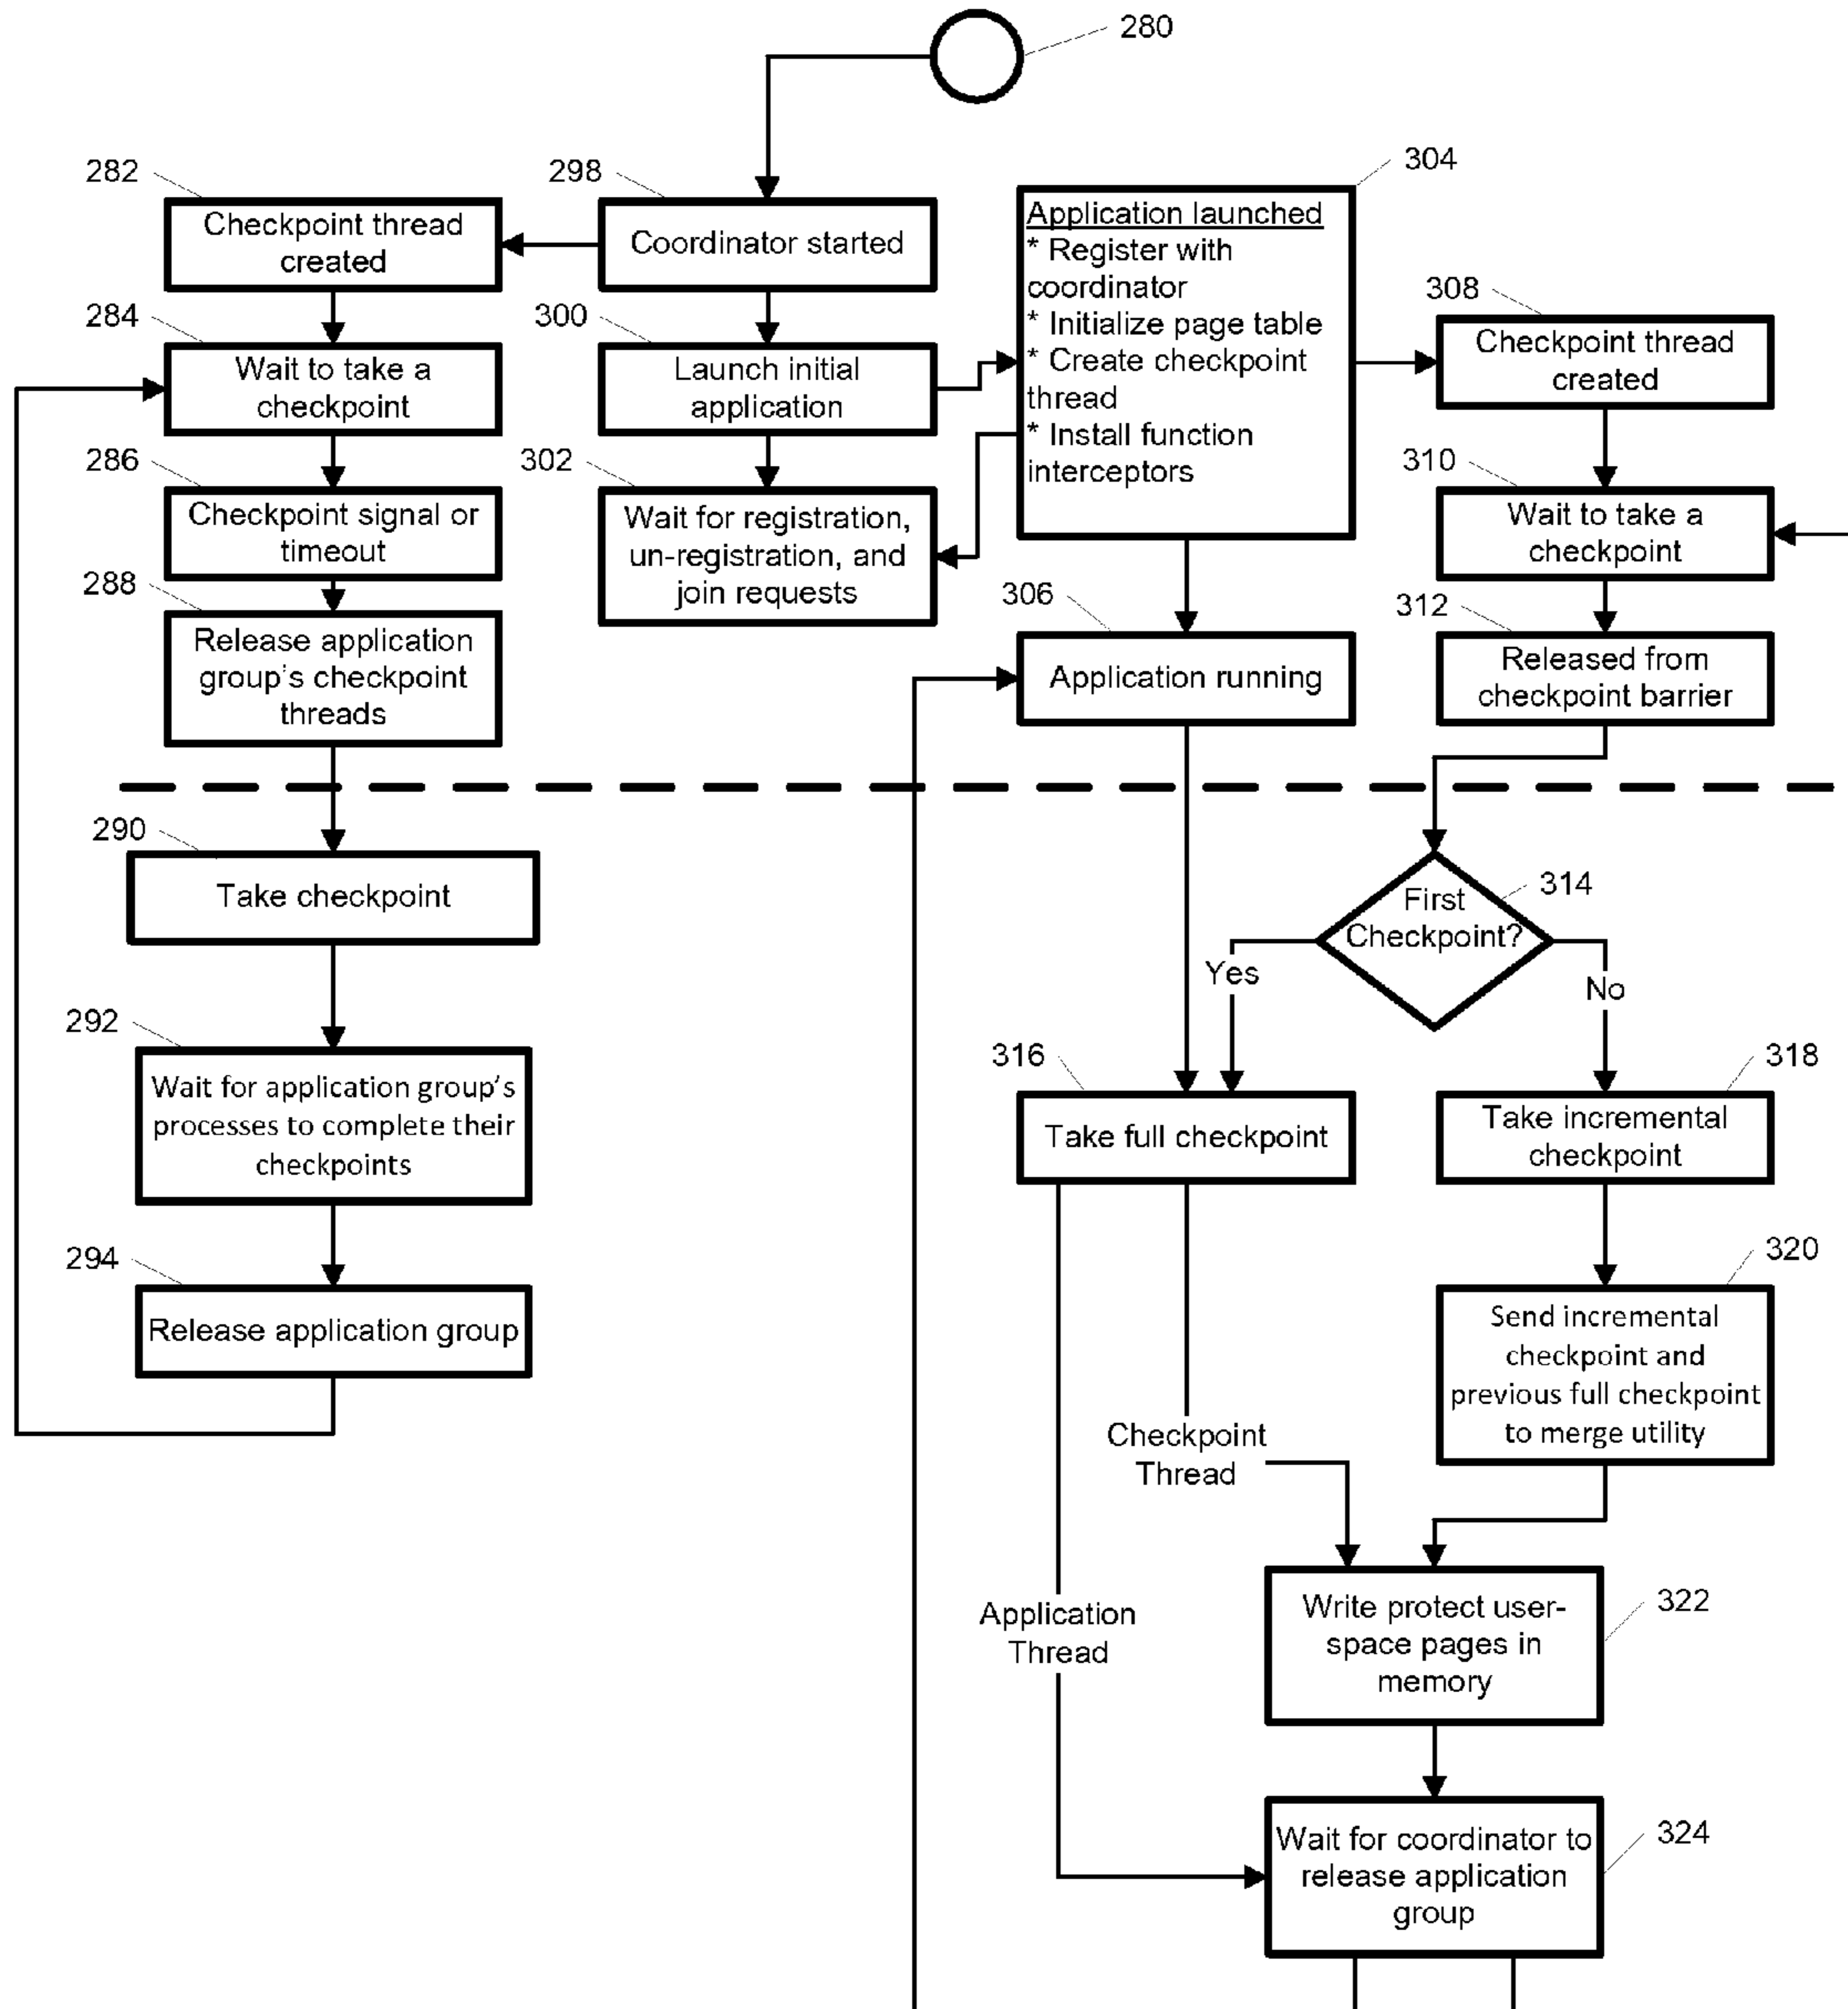 280
282
Checkpoint thread
created
298
Coordinator started
304
Application launched
* Register with
coordinator
* Initialize page table
* Create checkpoint
thread
* Install function
interceptors
308
Checkpoint thread
created
284
Wait to take a
checkpoint
300
Launch initial
application
286
Checkpoint signal or
timeout
302
Wait for registration,
un-registration, and
join requests
310
Wait to take a
checkpoint
288
Release application
group's checkpoint
threads
306
Application running
312
Released from
checkpoint barrier
290
Take checkpoint
314
First
Checkpoint?
Yes
No
292
Wait for application group's
processes to complete their
checkpoints
316
Take full checkpoint
318
Take incremental
checkpoint
294
Release application group
320
Send incremental
checkpoint and
previous full checkpoint
to merge utility
Checkpoint
Thread
Application
Thread
322
Write protect user-
space pages in
memory
324
Wait for coordinator to
release application
group